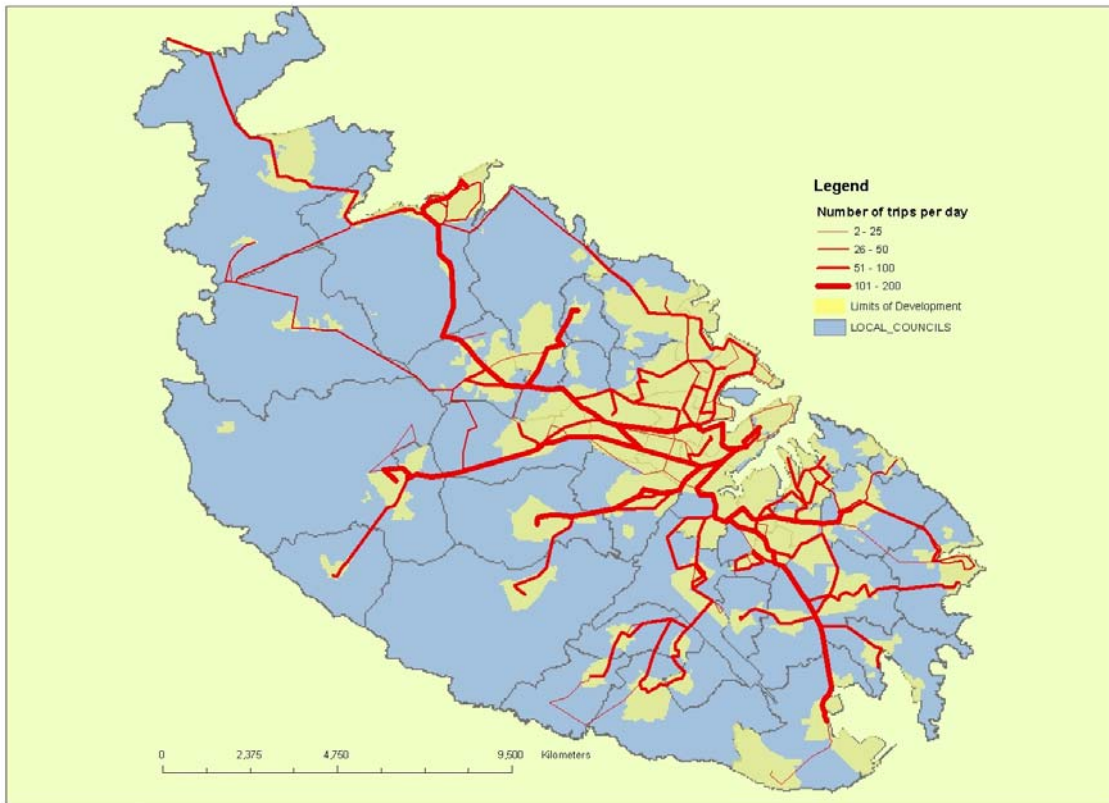 Legend
Number of trips per day
2 - 25
26 - 50
51 - 100
101 - 200
Limits of Development
LOCAL_COUNCILS
0 2,375 4,750 9,500 Kilometers